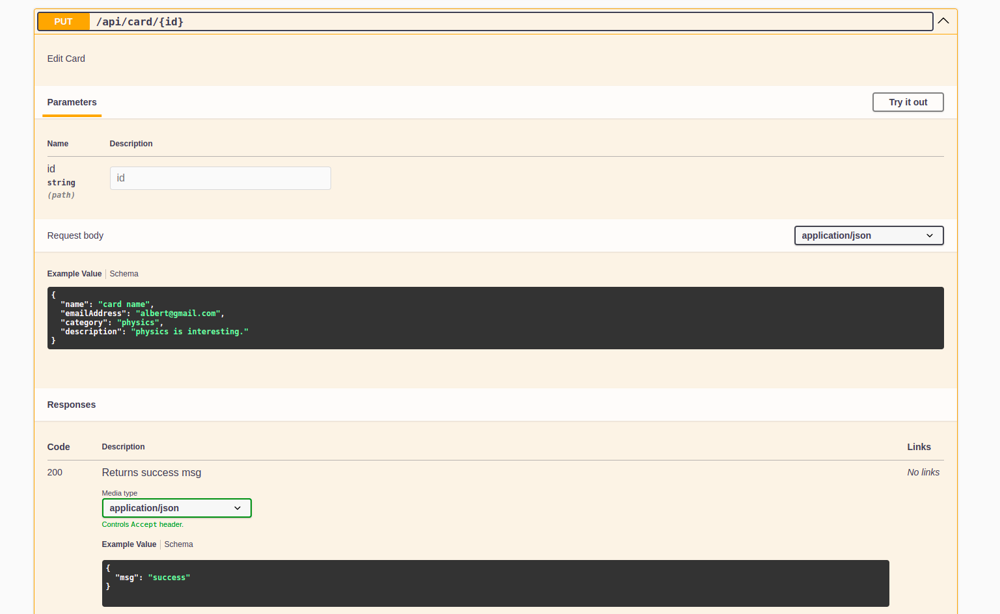 PUT /api/card/{id}
Edit Card
Parameters
Try it out
Name Description
id
string
(path)
id
Request body
application/json
Example Value Schema
{
  "name": "card name",
  "emailAddress": "albert@gmail.com",
  "category": "physics",
  "description": "physics is interesting."
}
Responses
Code Description Links
200 Returns success msg No links
Media type
application/json
Controls Accept header.
Example Value Schema
{
  "msg": "success"
}